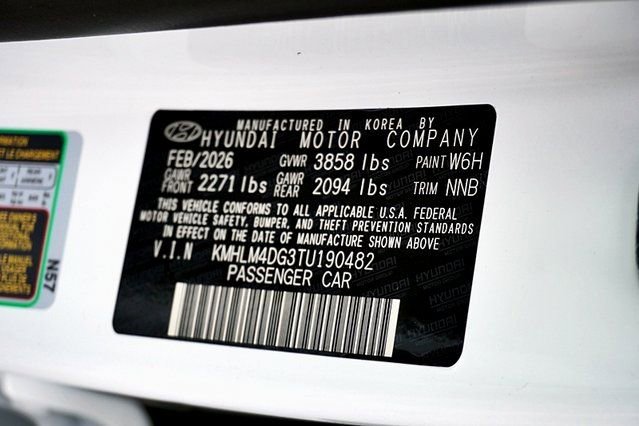 MANUFACTURED IN KOREA BY
HYUNDAI MOTOR COMPANY
FEB/2026 GVWR 3858 lbs PAINT W6H
GAWR FRONT 2271 lbs GAWR REAR 2094 lbs TRIM NNB
THIS VEHICLE CONFORMS TO ALL APPLICABLE U.S.A. FEDERAL
MOTOR VEHICLE SAFETY, BUMPER, AND THEFT PREVENTION STANDARDS
IN EFFECT ON THE DATE OF MANUFACTURE SHOWN ABOVE
V.I.N KMHLM4DG3TU190482
PASSENGER CAR
N57